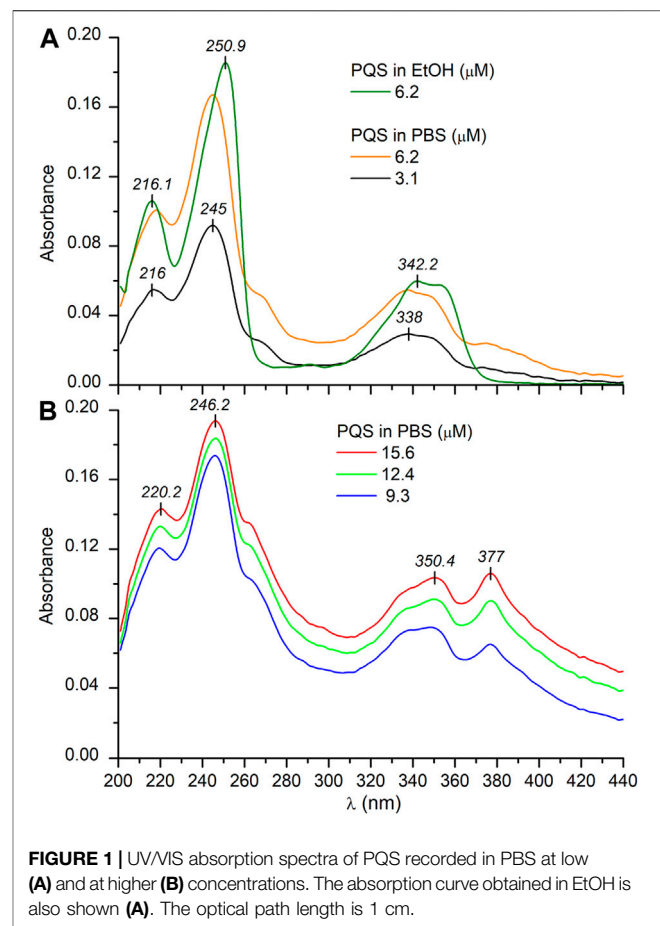 A
250.9
0.20
PQS in EtOH (μM)
6.2
0.16
PQS in PBS (μM)
6.2
3.1
0.12
216.1
245
Absorbance
0.08
216
342.2
0.04
338
0.00
B
0.20
246.2
PQS in PBS (μM)
15.6
12.4
9.3
0.16
220.2
0.12
350.4
377
Absorbance
0.08
0.04
0.00
200 220 240 260 280 300 320 340 360 380 400 420 440
λ (nm)
FIGURE 1 | UV/VIS absorption spectra of PQS recorded in PBS at low
(A) and at higher (B) concentrations. The absorption curve obtained in EtOH is
also shown (A). The optical path length is 1 cm.